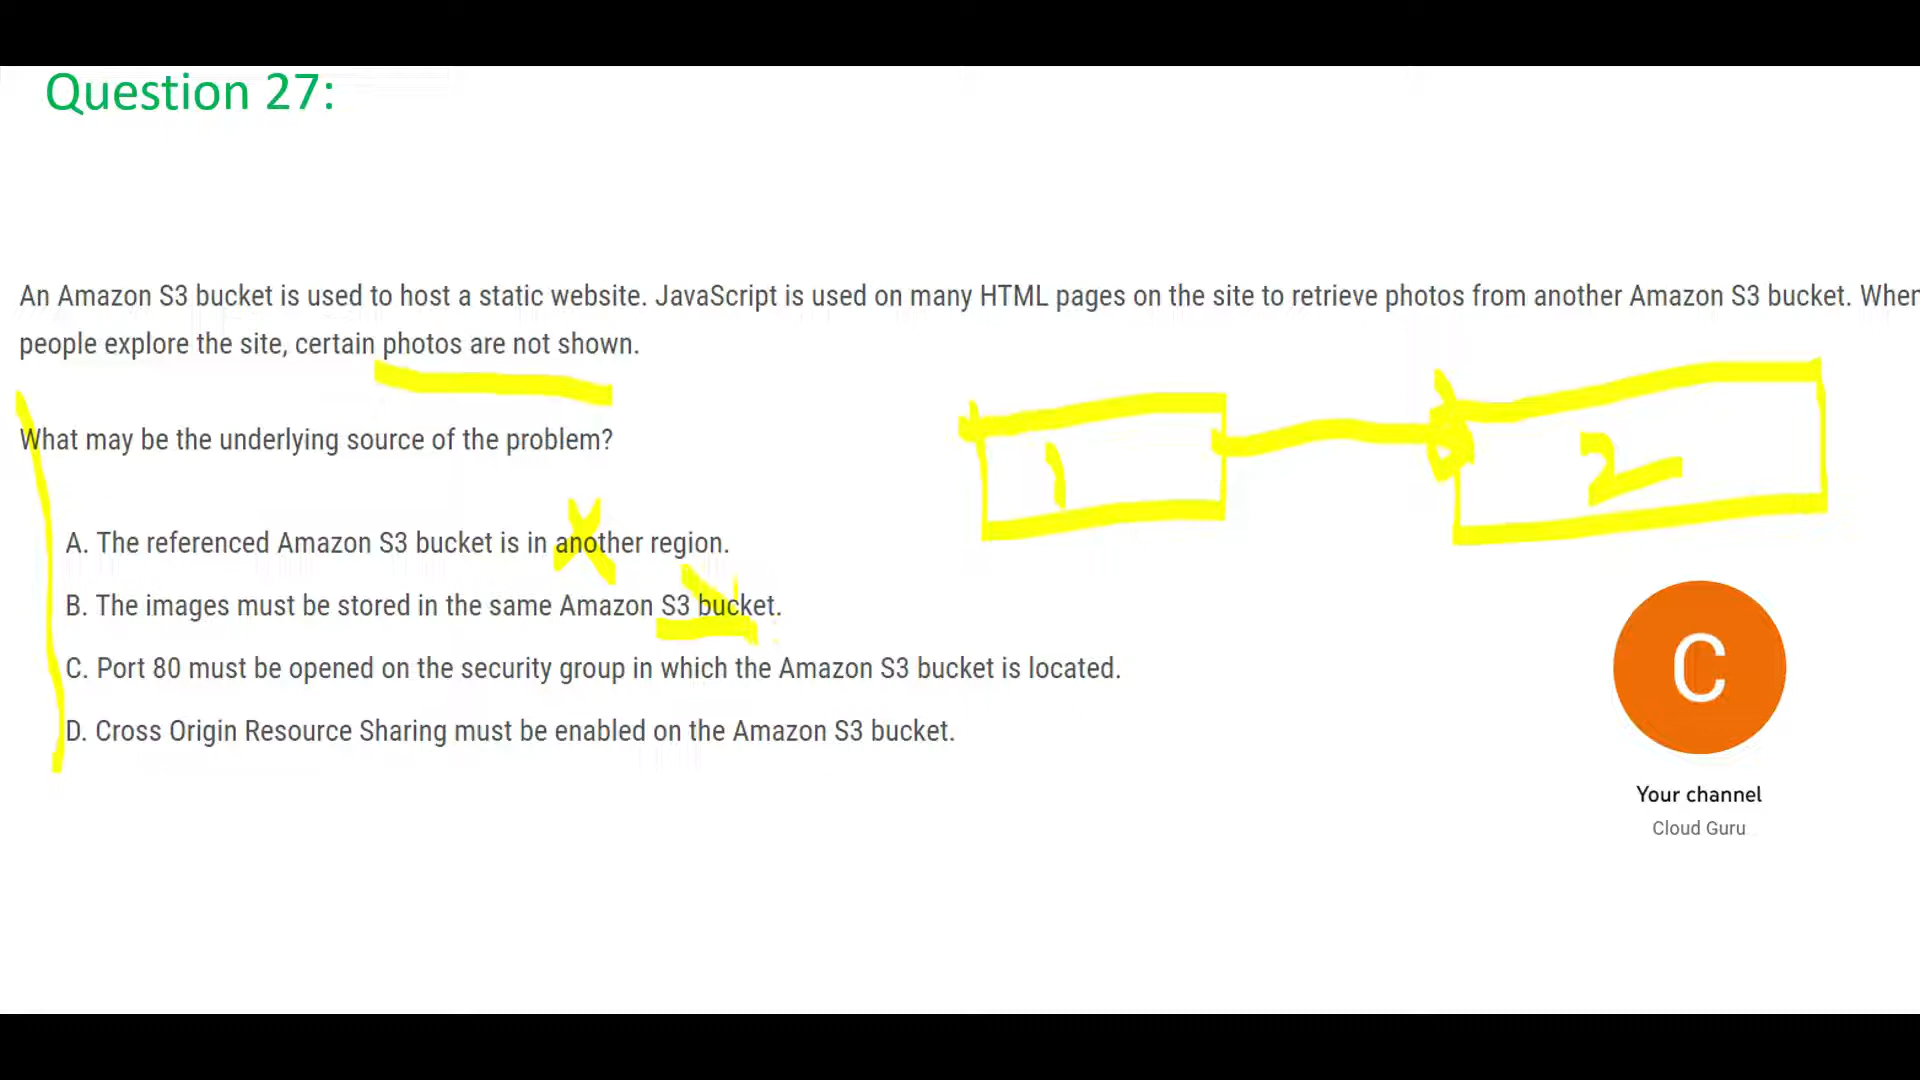 Question 27:
An Amazon S3 bucket is used to host a static website. JavaScript is used on many HTML pages on the site to retrieve photos from another Amazon S3 bucket. When
people explore the site, certain photos are not shown.
What may be the underlying source of the problem?
1
2
A. The referenced Amazon S3 bucket is in another region.
B. The images must be stored in the same Amazon S3 bucket.
C. Port 80 must be opened on the security group in which the Amazon S3 bucket is located.
D. Cross Origin Resource Sharing must be enabled on the Amazon S3 bucket.
C
Your channel
Cloud Guru